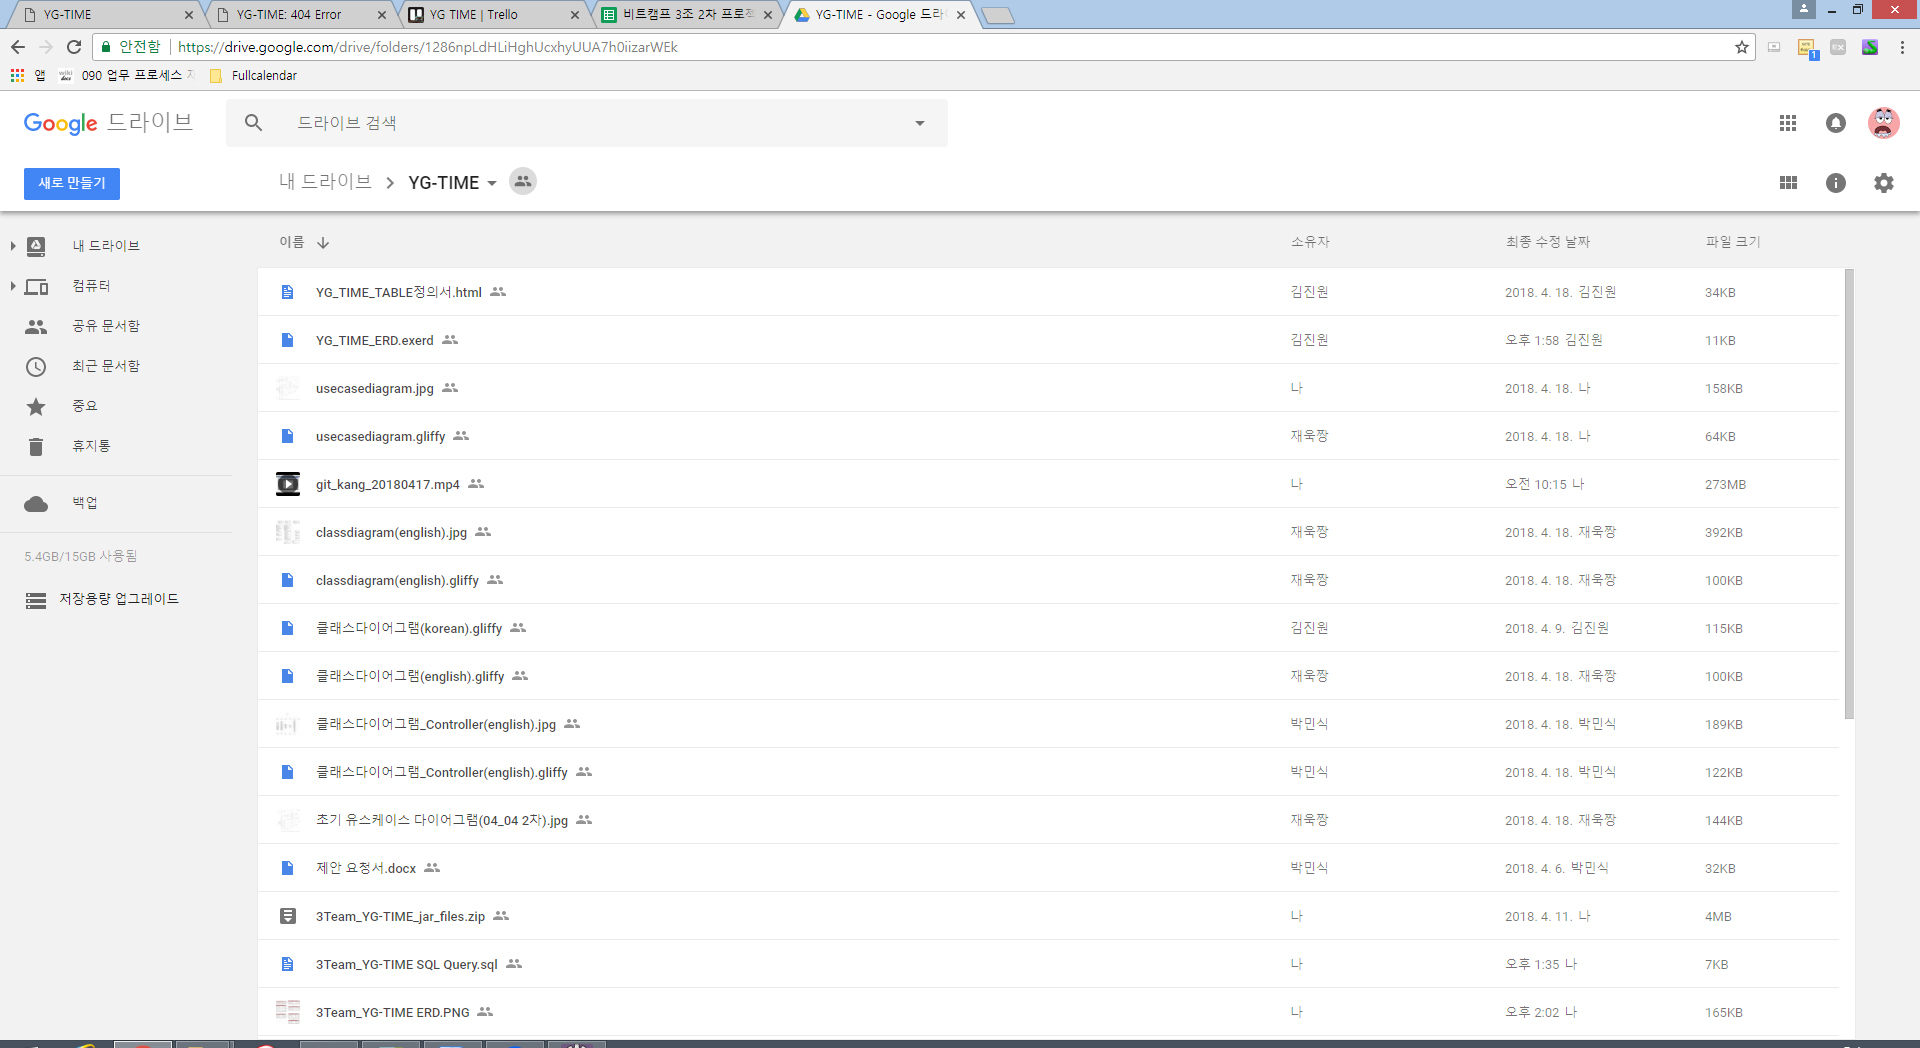 YG-TIME
YG-TIME: 404 Error
YG TIME | Trello
비트캠프 3조 2차 프로젝
YG-TIME - Google 드라이
안전함
https://drive.google.com/drive/folders/1286npLdHLiHghUcxhyUUA7h0iizarWEk
앱
090 업무 프로세스
Fullcalendar
1
Google 드라이브
드라이브 검색
새로 만들기
내 드라이브
YG-TIME
내 드라이브
컴퓨터
공유 문서함
최근 문서함
중요
휴지통
백업
5.4GB/15GB 사용됨
저장용량 업그레이드
이름 소유자 최종 수정 날짜 파일 크기
YG_TIME_TABLE정의서.html 김진원 2018. 4. 18. 김진원 34KB
YG_TIME_ERD.exerd 김진원 오후 1:58 김진원 11KB
usecasediagram.jpg 나 2018. 4. 18. 나 158KB
usecasediagram.gliffy 재욱짱 2018. 4. 18. 나 64KB
git_kang_20180417.mp4 나 오전 10:15 나 273MB
classdiagram(english).jpg 재욱짱 2018. 4. 18. 재욱짱 392KB
classdiagram(english).gliffy 재욱짱 2018. 4. 18. 재욱짱 100KB
클래스다이어그램(korean).gliffy 김진원 2018. 4. 9. 김진원 115KB
클래스다이어그램(english).gliffy 재욱짱 2018. 4. 18. 재욱짱 100KB
클래스다이어그램_Controller(english).jpg 박민식 2018. 4. 18. 박민식 189KB
클래스다이어그램_Controller(english).gliffy 박민식 2018. 4. 18. 박민식 122KB
초기 유스케이스 다이어그램(04_04 2차).jpg 재욱짱 2018. 4. 18. 재욱짱 144KB
제안 요청서.docx 박민식 2018. 4. 6. 박민식 32KB
3Team_YG-TIME_jar_files.zip 나 2018. 4. 11. 나 4MB
3Team_YG-TIME SQL Query.sql 나 오후 1:35 나 7KB
3Team_YG-TIME ERD.PNG 나 오후 2:02 나 165KB